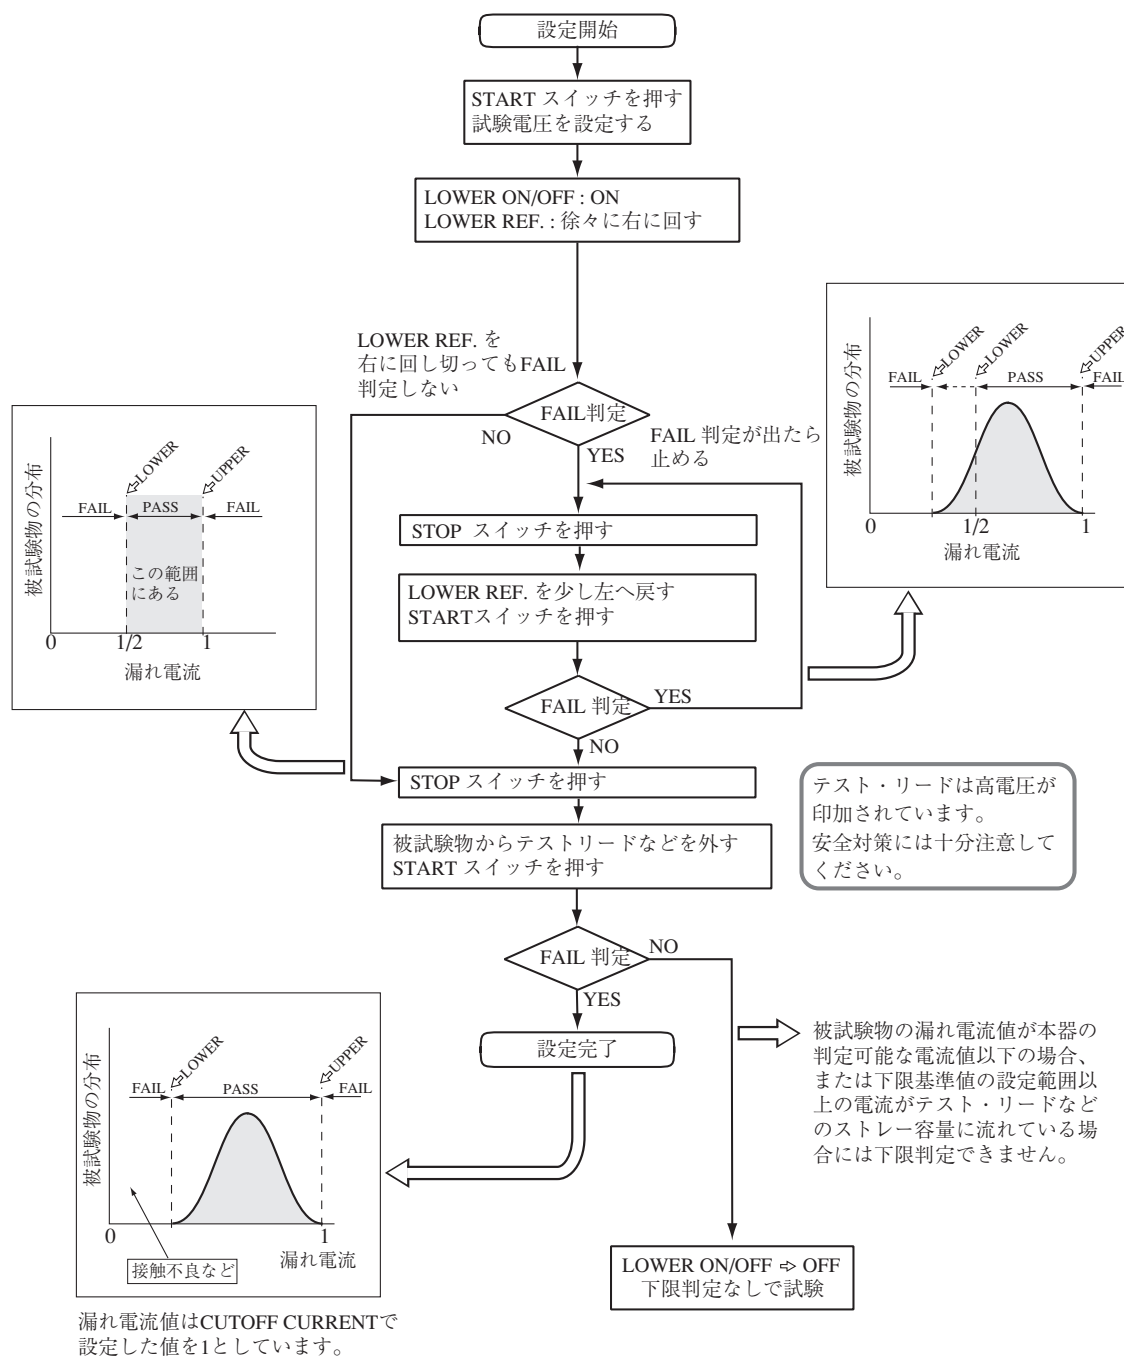 設定開始
START スイッチを押す
試験電圧を設定する
LOWER ON/OFF : ON
LOWER REF. : 徐々に右に回す
LOWER REF. を
右に回し切ってもFAIL
判定しない
FAIL判定
NO
YES
FAIL 判定が出たら
止める
STOP スイッチを押す
LOWER REF. を少し左へ戻す
STARTスイッチを押す
FAIL 判定
YES
NO
STOP スイッチを押す
被試験物からテストリードなどを外す
START スイッチを押す
FAIL 判定
NO
YES
設定完了
LOWER ON/OFF ⇨ OFF
下限判定なしで試験
被試験物の分布
LOWER
UPPER
FAIL
PASS
FAIL
この範囲
にある
0
1/2
1
漏れ電流
被試験物の分布
LOWER
LOWER
UPPER
FAIL
PASS
FAIL
0
1/2
1
漏れ電流
テスト・リードは高電圧が
印加されています。
安全対策には十分注意して
ください。
被試験物の漏れ電流値が本器の
判定可能な電流値以下の場合、
または下限基準値の設定範囲以
上の電流がテスト・リードなど
のストレー容量に流れている場
合には下限判定できません。
被試験物の分布
LOWER
UPPER
FAIL
PASS
FAIL
0
1
漏れ電流
接触不良など
漏れ電流値はCUTOFF CURRENTで
設定した値を1としています。